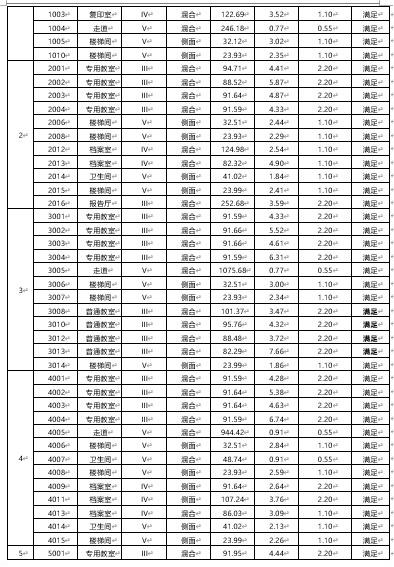 1003 复印室 IV 混合 122.69 3.52 1.10 满足
1004 走道 V 混合 246.18 0.77 0.55 满足
1005 楼梯间 V 侧面 32.12 3.02 1.10 满足
1010 楼梯间 V 侧面 23.93 2.35 1.10 满足
2001 专用教室 III 混合 94.71 4.41 2.20 满足
2002 专用教室 III 混合 88.52 5.87 2.20 满足
2003 专用教室 III 混合 91.64 4.87 2.20 满足
2004 专用教室 III 混合 91.59 4.33 2.20 满足
2006 楼梯间 V 侧面 32.51 2.44 1.10 满足
2 2008 楼梯间 V 侧面 23.93 2.29 1.10 满足
2012 档案室 IV 混合 124.98 2.54 1.10 满足
2013 档案室 IV 混合 82.32 4.90 1.10 满足
2014 卫生间 V 侧面 41.02 1.84 1.10 满足
2015 楼梯间 V 侧面 23.99 2.41 1.10 满足
2016 报告厅 III 混合 252.68 3.59 2.20 满足
3001 专用教室 III 混合 91.59 4.33 2.20 满足
3002 专用教室 III 混合 91.66 5.52 2.20 满足
3003 专用教室 III 混合 91.66 4.61 2.20 满足
3004 专用教室 III 混合 91.59 6.31 2.20 满足
3005 走道 V 混合 1075.68 0.77 0.55 满足
3 3006 楼梯间 V 侧面 32.51 3.00 1.10 满足
3007 楼梯间 V 侧面 23.93 2.34 1.10 满足
3008 普通教室 III 混合 101.37 3.47 2.20 满足
3010 普通教室 III 混合 95.76 4.32 2.20 满足
3012 普通教室 III 混合 88.48 3.72 2.20 满足
3013 普通教室 III 混合 82.29 7.66 2.20 满足
3014 楼梯间 V 侧面 23.99 1.86 1.10 满足
4001 专用教室 III 混合 91.59 4.28 2.20 满足
4002 专用教室 III 混合 91.64 5.38 2.20 满足
4003 专用教室 III 混合 91.64 4.63 2.20 满足
4004 专用教室 III 混合 91.59 6.74 2.20 满足
4005 走道 V 混合 944.42 0.91 0.55 满足
4006 楼梯间 V 侧面 32.51 2.84 1.10 满足
4 4007 卫生间 V 混合 48.74 0.91 0.55 满足
4008 楼梯间 V 侧面 23.93 2.59 1.10 满足
4009 档案室 IV 侧面 91.64 2.64 2.20 满足
4011 档案室 IV 侧面 107.24 3.76 2.20 满足
4013 档案室 IV 混合 86.03 3.09 1.10 满足
4014 卫生间 V 侧面 41.02 2.13 1.10 满足
4015 楼梯间 V 侧面 23.99 2.26 1.10 满足
5 5001 专用教室 III 混合 91.95 4.44 2.20 满足